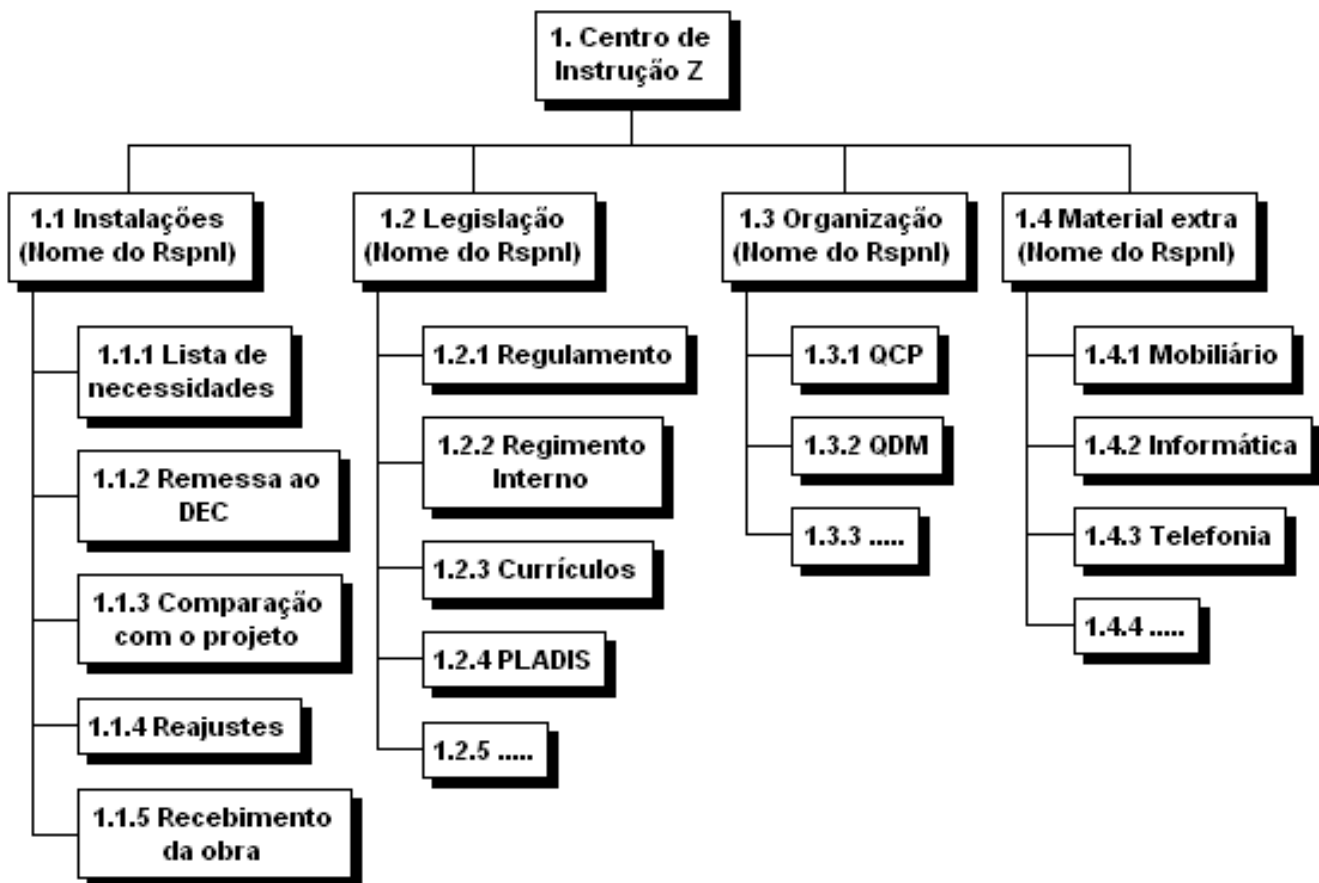 1. Centro de
Instrução Z
1.1 Instalações
(Nome do Rspnl)
1.1.1 Lista de
necessidades
1.1.2 Remessa ao
DEC
1.1.3 Comparação
com o projeto
1.1.4 Reajustes
1.1.5 Recebimento
da obra
1.2 Legislação
(Nome do Rspnl)
1.2.1 Regulamento
1.2.2 Regimento
Interno
1.2.3 Currículos
1.2.4 PLADIS
1.2.5 .....
1.3 Organização
(Nome do Rspnl)
1.3.1 QCP
1.3.2 QDM
1.3.3 .....
1.4 Material extra
(Nome do Rspnl)
1.4.1 Mobiliário
1.4.2 Informática
1.4.3 Telefonia
1.4.4 .....